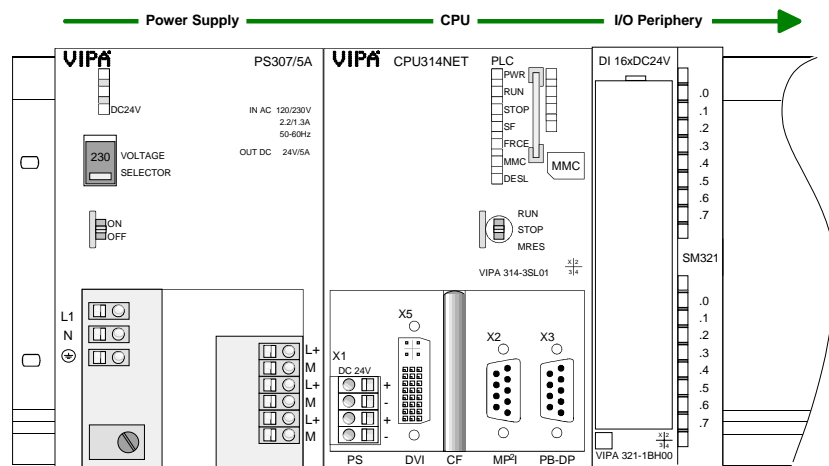 Power Supply CPU I/O Periphery
VIPA PS307/5A
DC24V
IN AC 120/230V
2.2/1.3A
50-60Hz
OUT DC 24V/5A
230 VOLTAGE
SELECTOR
ON
OFF
L1
N
L+
M
L+
M
L+
M
VIPA CPU314NET PLC
PWR
RUN
STOP
SF
FRCE
MMC
DESL
MMC
RUN
STOP
MRES
VIPA 314-3SL01
X 2
3 4
X1
DC 24V
+
-
+
-
X5
X2
X3
PS DVI CF MP²I PB-DP
DI 16xDC24V
.0
.1
.2
.3
.4
.5
.6
.7
SM321
.0
.1
.2
.3
.4
.5
.6
.7
X 2
3 4
VIPA 321-1BH00